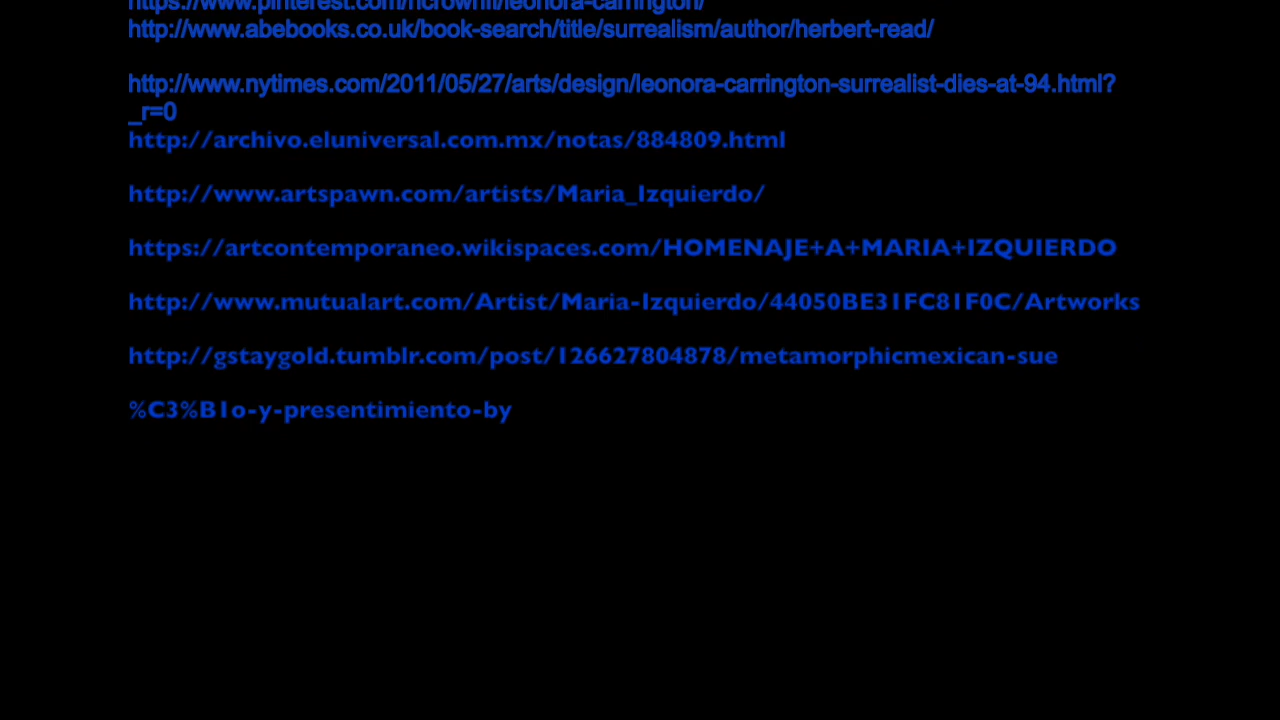 http://www.abebooks.co.uk/book-search/title/surrealism/author/herbert-read/
http://www.nytimes.com/2011/05/27/arts/design/leonora-carrington-surrealist-dies-at-94.html?
_r=0
http://archivo.eluniversal.com.mx/notas/884809.html
http://www.artspawn.com/artists/Maria_Izquierdo/
https://artcontemporaneo.wikispaces.com/HOMENAJE+A+MARIA+IZQUIERDO
http://www.mutualart.com/Artist/Maria-Izquierdo/44050BE31FC81F0C/Artworks
http://gstaygold.tumblr.com/post/126627804878/metamorphicmexican-sue
%C3%B1o-y-presentimiento-by